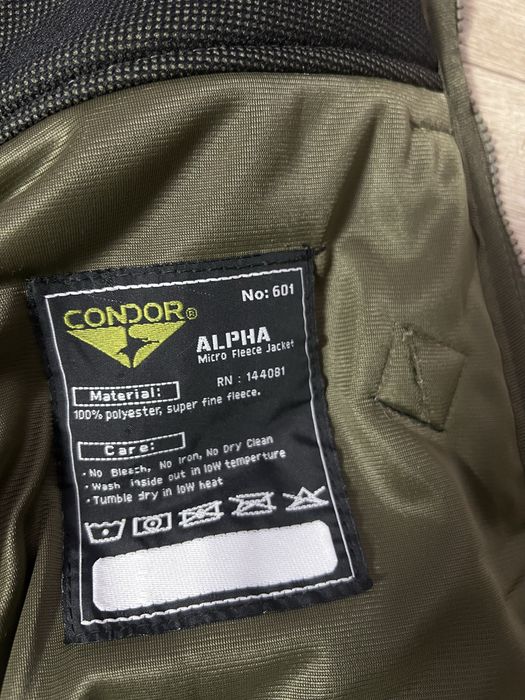 CONDOR®
No: 601
ALPHA
Micro Fleece Jacket
RN : 144081
Material:
100% polyester, super fine fleece.
Care:
• No Bleach, No Iron, No Dry Clean
• Wash inside out in low temperture
• Tumble dry in low heat